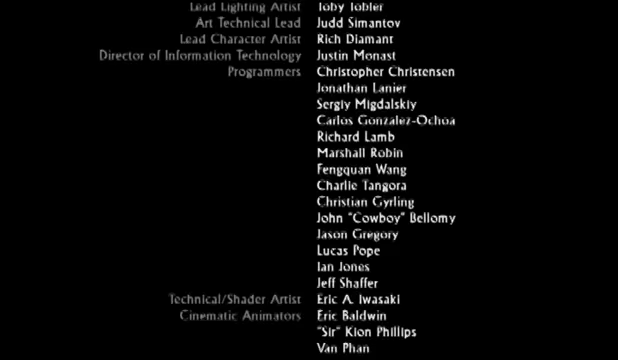 Lead Lighting Artist Toby Tobler
Art Technical Lead Judd Simantov
Lead Character Artist Rich Diamant
Director of Information Technology Justin Monast
Programmers Christopher Christensen
Jonathan Lanier
Sergiy Migdalskiy
Carlos Gonzalez-Ochoa
Richard Lamb
Marshall Robin
Fengquan Wang
Charlie Tangora
Christian Gyrling
John "Cowboy" Bellomy
Jason Gregory
Lucas Pope
Ian Jones
Jeff Shaffer
Technical/Shader Artist Eric A. Iwasaki
Cinematic Animators Eric Baldwin
"Sir" Kion Phillips
Van Phan